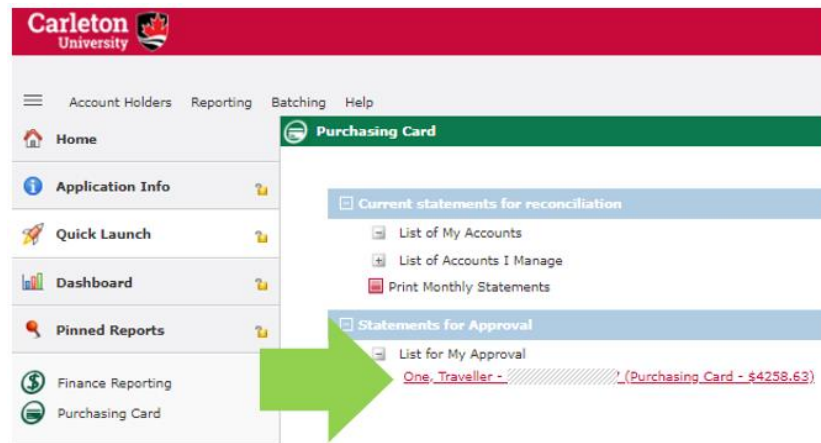 Carleton
University
Account Holders Reporting Batching Help
Home
Application Info
Quick Launch
Dashboard
Pinned Reports
Finance Reporting
Purchasing Card
Purchasing Card
Current statements for reconciliation
List of My Accounts
List of Accounts I Manage
Print Monthly Statements
Statements for Approval
List for My Approval
One, Traveller - (Purchasing Card - $4258.63)